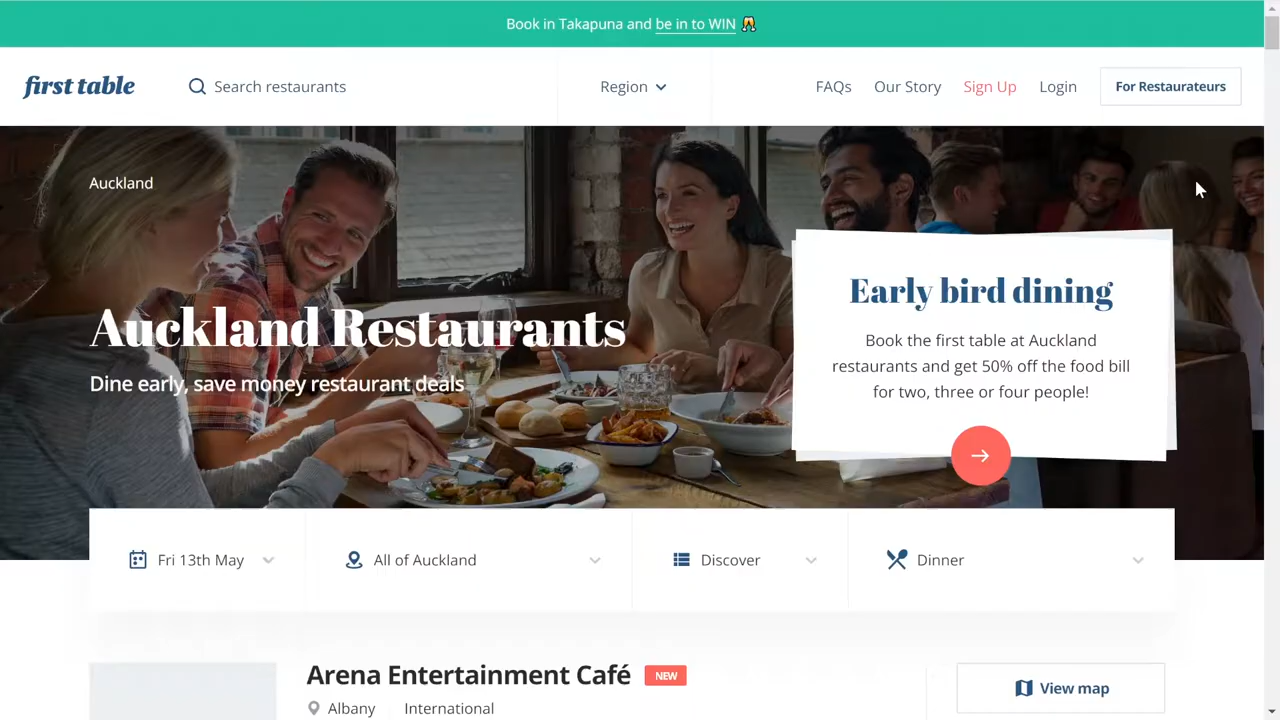 Book in Takapuna and be in to WIN
first table
Search restaurants
Region
FAQs
Our Story
Sign Up
Login
For Restaurateurs
Auckland
Auckland Restaurants
Dine early, save money restaurant deals
Early bird dining
Book the first table at Auckland
restaurants and get 50% off the food bill
for two, three or four people!
Fri 13th May
All of Auckland
Discover
Dinner
Arena Entertainment Café NEW
Albany International
View map